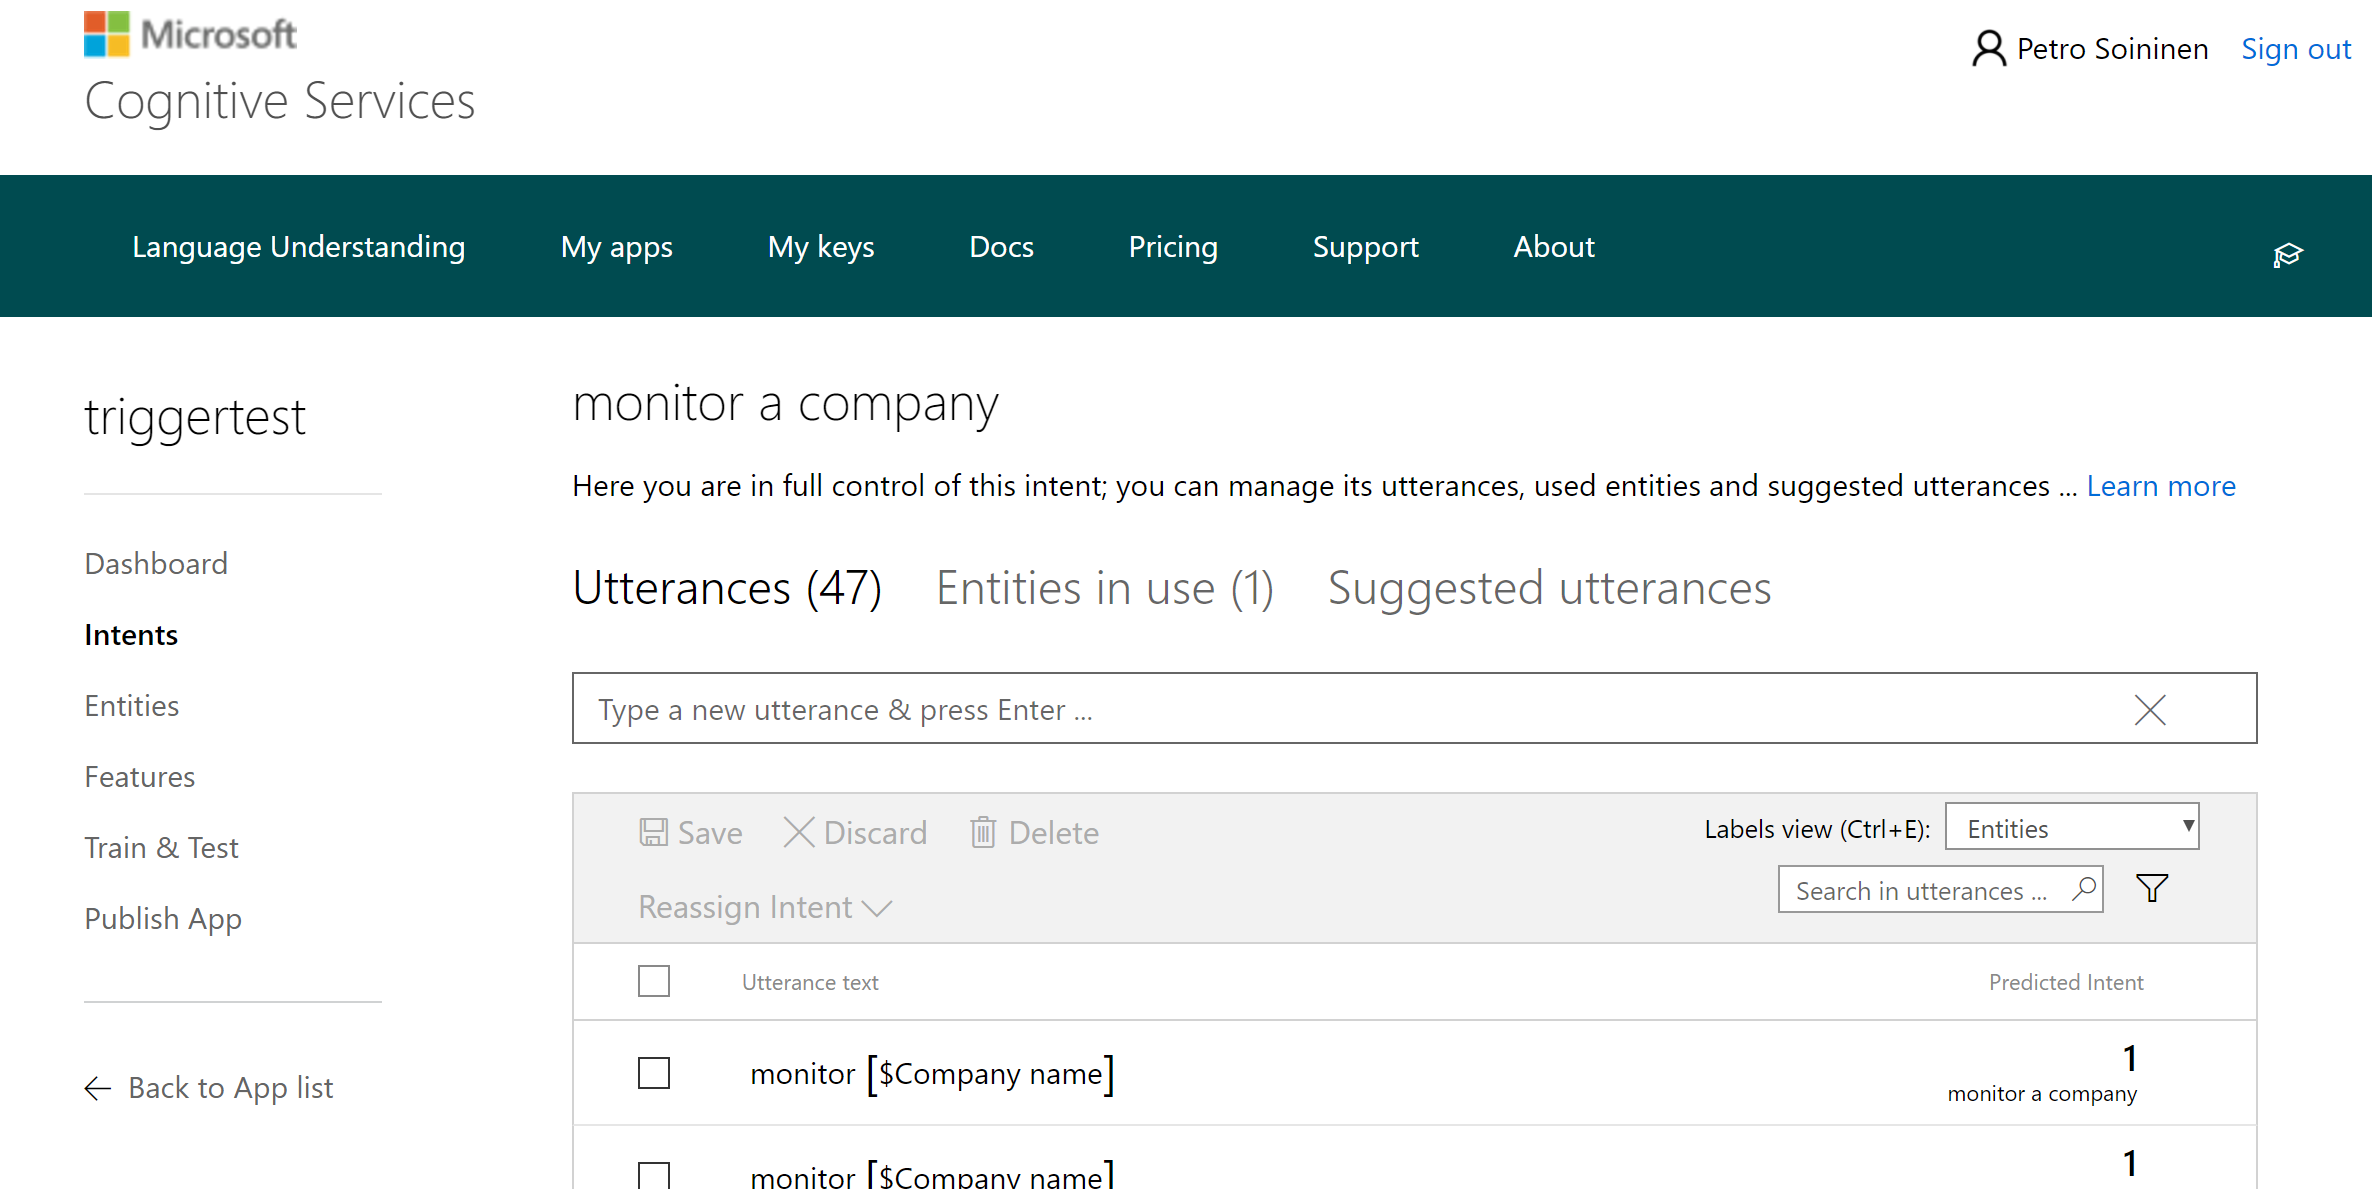 Microsoft
Cognitive Services
Petro Soininen Sign out
Language Understanding My apps My keys Docs Pricing Support About
triggertest
Dashboard
Intents
Entities
Features
Train & Test
Publish App
Back to App list
monitor a company
Here you are in full control of this intent; you can manage its utterances, used entities and suggested utterances ... Learn more
Utterances (47) Entities in use (1) Suggested utterances
Type a new utterance & press Enter ...
Save Discard Delete
Labels view (Ctrl+E): Entities
Reassign Intent
Search in utterances ...
Utterance text Predicted Intent
monitor [$Company name] 1
monitor a company
monitor [$Company name] 1